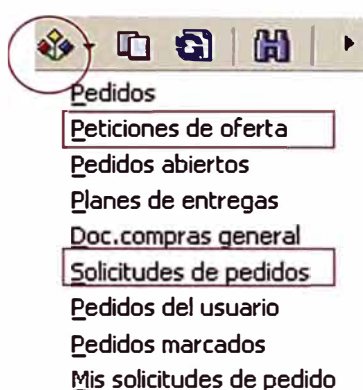 Pedidos
Peticiones de oferta
Pedidos abiertos
Planes de entregas
Doc.compras general
Solicitudes de pedidos
Pedidos del usuario
Pedidos marcados
Mis solicitudes de pedido